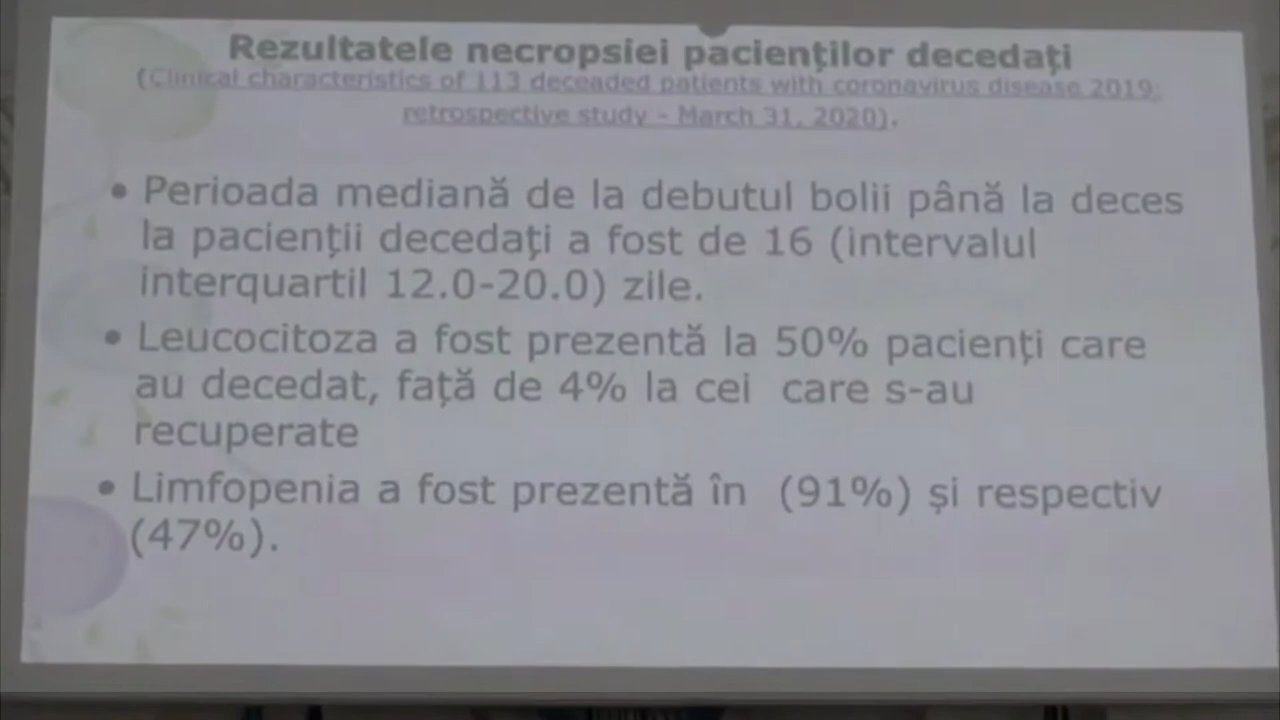 Rezultatele necropsiei pacienților decedați
(Clinical characteristics of 113 deceaded patients with coronavirus disease 2019:
retrospective study - March 31, 2020).
• Perioada mediană de la debutul bolii până la deces
la pacienții decedați a fost de 16 (intervalul
interquartil 12.0-20.0) zile.
• Leucocitoza a fost prezentă la 50% pacienți care
au decedat, față de 4% la cei care s-au
recuperate
• Limfopenia a fost prezentă în (91%) și respectiv
(47%).